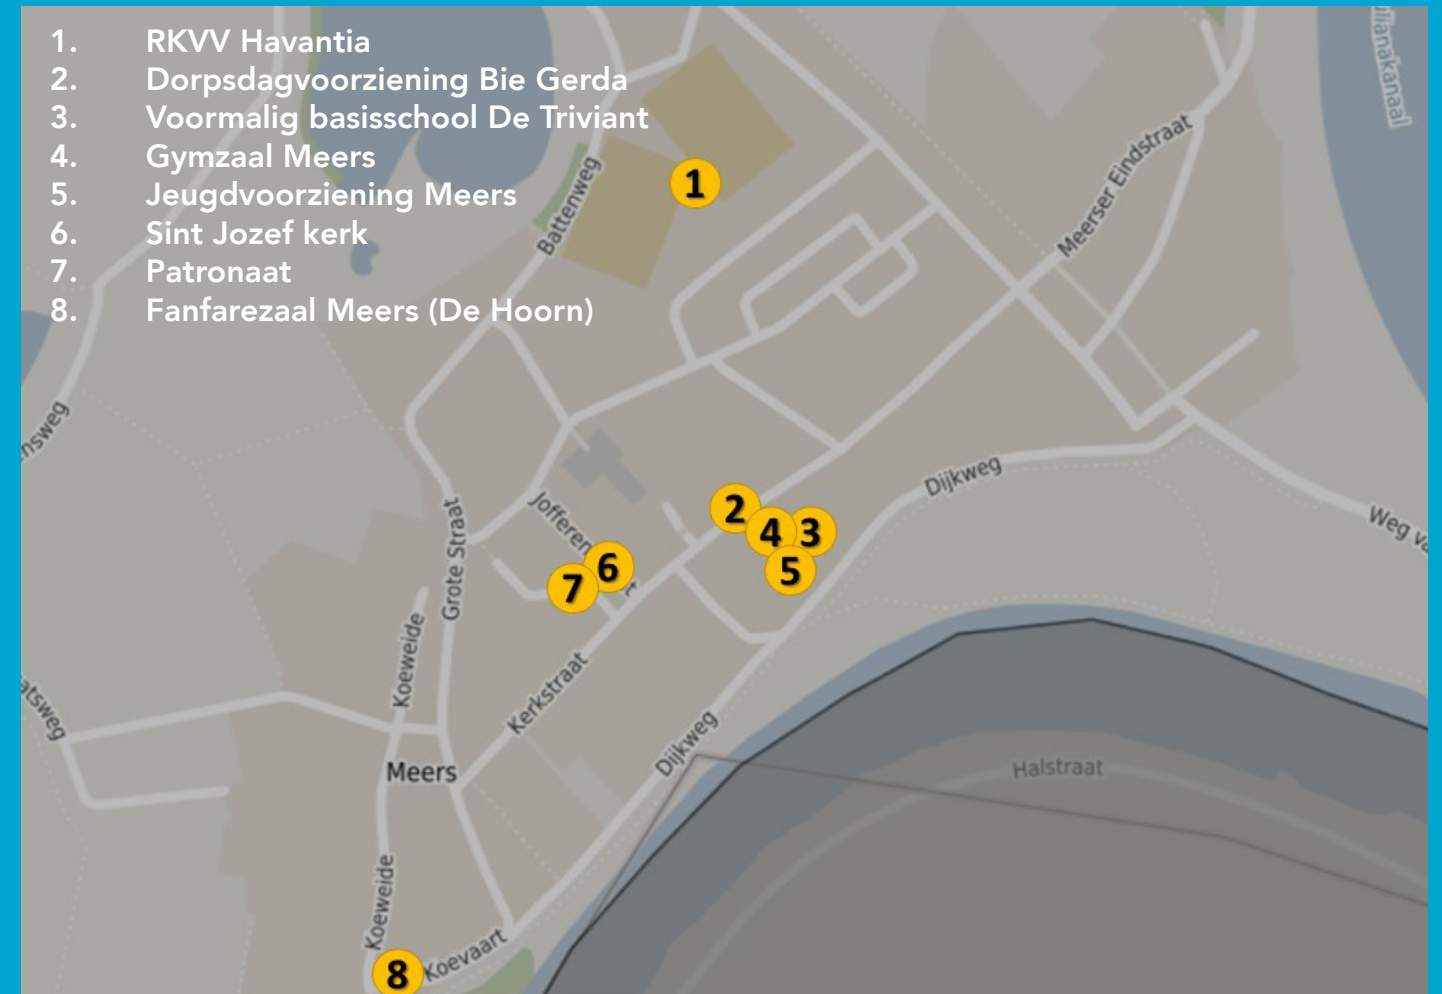 1. RKVV Havantia
2. Dorpsdagvoorziening Bie Gerda
3. Voormalig basisschool De Triviant
4. Gymzaal Meers
5. Jeugdvoorziening Meers
6. Sint Jozef kerk
7. Patronaat
8. Fanfarezaal Meers (De Hoorn)
Battenweg
1
Meerser Eindstraat
Dijkweg
Weg
Grote Straat
2
4
3
5
6
7
Koeweide
Kerkstraat
Dijkweg
Meers
Halstraat
Koeweide
8
Koevaart